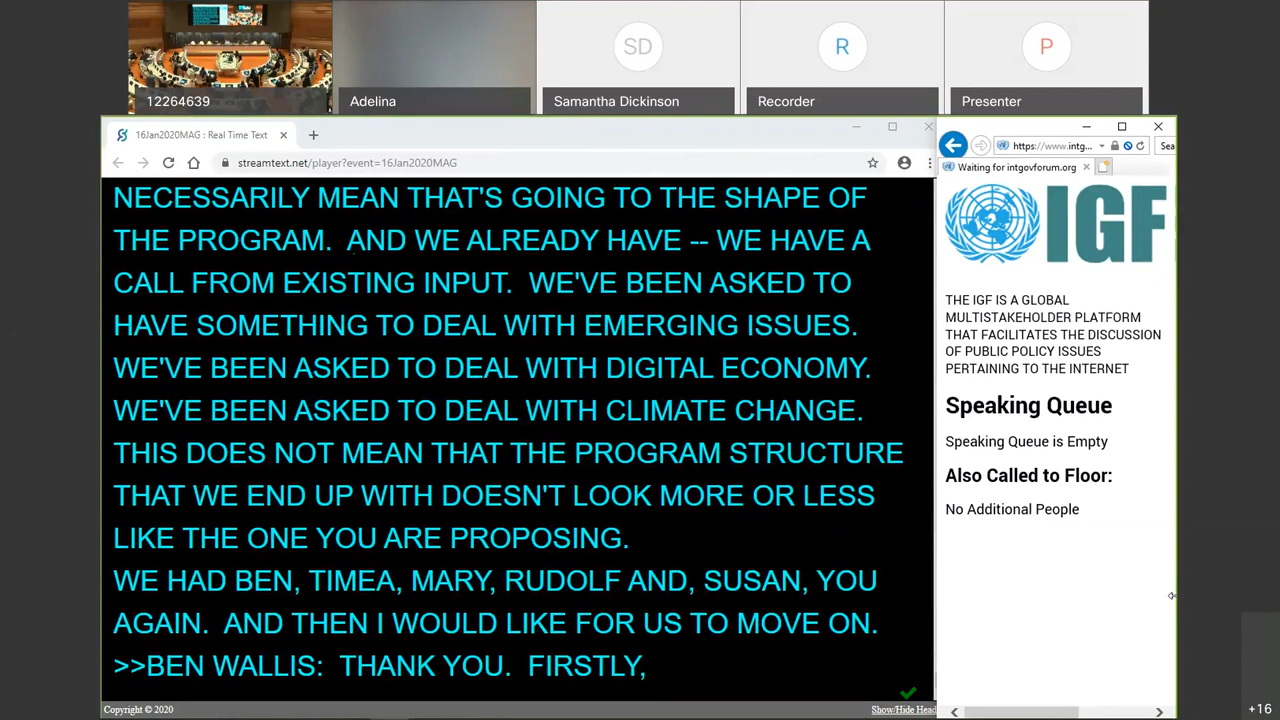 SD
R
P
12264639
Adelina
Samantha Dickinson
Recorder
Presenter
16Jan2020MAG : Real Time Text
streamtext.net/player?event=16Jan2020MAG
NECESSARILY MEAN THAT'S GOING TO THE SHAPE OF
THE PROGRAM.  AND WE ALREADY HAVE -- WE HAVE A
CALL FROM EXISTING INPUT.  WE'VE BEEN ASKED TO
HAVE SOMETHING TO DEAL WITH EMERGING ISSUES.
WE'VE BEEN ASKED TO DEAL WITH DIGITAL ECONOMY.
WE'VE BEEN ASKED TO DEAL WITH CLIMATE CHANGE.
THIS DOES NOT MEAN THAT THE PROGRAM STRUCTURE
THAT WE END UP WITH DOESN'T LOOK MORE OR LESS
LIKE THE ONE YOU ARE PROPOSING.
WE HAD BEN, TIMEA, MARY, RUDOLF AND, SUSAN, YOU
AGAIN.  AND THEN I WOULD LIKE FOR US TO MOVE ON.
>>BEN WALLIS:  THANK YOU.  FIRSTLY,
Copyright © 2020
Show/Hide Head
https://www.intg...
Sea
Waiting for intgovforum.org
IGF
THE IGF IS A GLOBAL
MULTISTAKEHOLDER PLATFORM
THAT FACILITATES THE DISCUSSION
OF PUBLIC POLICY ISSUES
PERTAINING TO THE INTERNET
Speaking Queue
Speaking Queue is Empty
Also Called to Floor:
No Additional People
+16